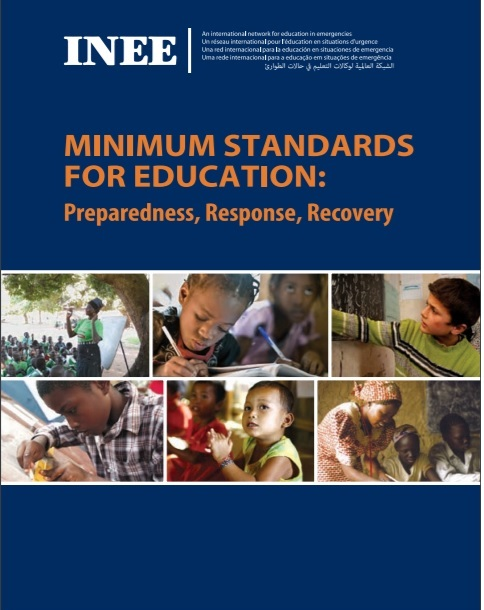 INEE
An international network for education in emergencies
Un réseau international pour l'éducation en situations d'urgence
Una red internacional para la educación en situaciones de emergencia
Uma rede internacional para a educação em situações de emergência
الشبكة العالمية لوكالات التعليم في حالات الطوارئ
MINIMUM STANDARDS
FOR EDUCATION:
Preparedness, Response, Recovery